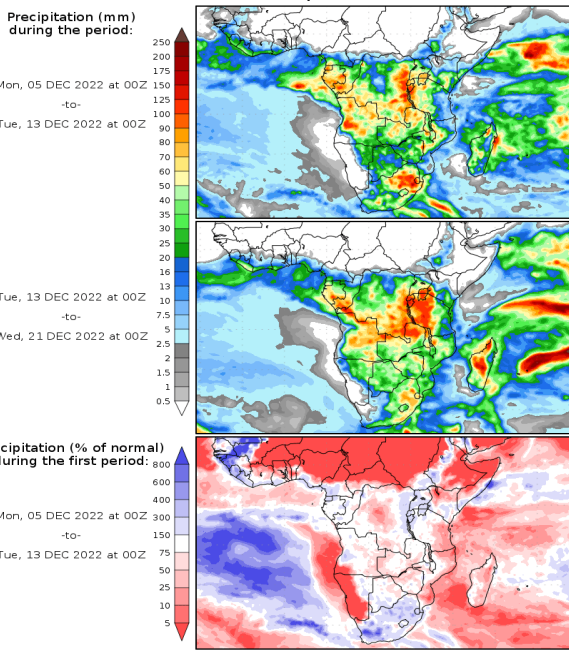 Precipitation (mm)
during the period:
250
200
175
150
125
100
90
80
70
60
50
40
35
30
25
20
16
13
10
7.5
5
2.5
2
1.5
1
0.5
Mon, 05 DEC 2022 at 00Z
-to-
Tue, 13 DEC 2022 at 00Z
Tue, 13 DEC 2022 at 00Z
-to-
Wed, 21 DEC 2022 at 00Z
cipitation (% of normal)
during the first period:
800
600
400
300
150
75
50
25
10
5
Mon, 05 DEC 2022 at 00Z
-to-
Tue, 13 DEC 2022 at 00Z